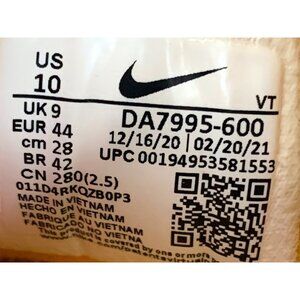 US
10
VT
UK 9
DA7995-600
EUR 44
12/16/20 | 02/20/21
cm 28
UPC 00194953581553
BR 42
CN 280(2.5)
011D4RKQZB0P3
MADE IN VIETNAM
HECHO EN VIETNAM
FABRIQUÉ AU VIETNAM
FABRICADO NO VIETNA